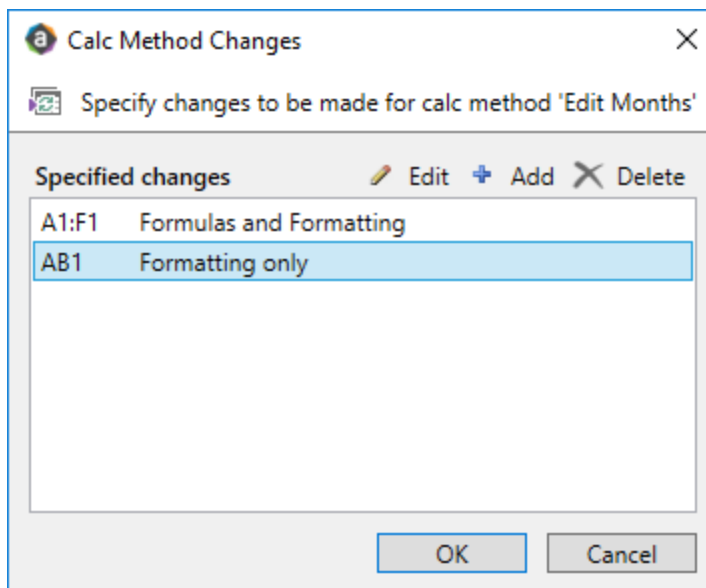 Calc Method Changes
Specify changes to be made for calc method 'Edit Months'
Specified changes Edit Add Delete
A1:F1 Formulas and Formatting
AB1 Formatting only
OK Cancel